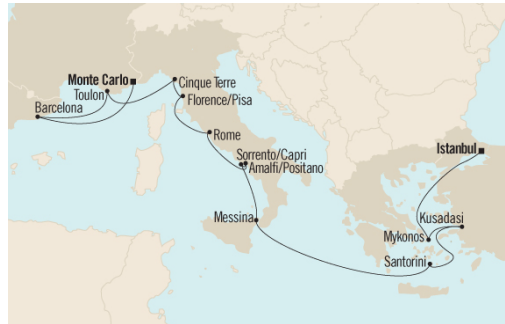 Monte Carlo
Toulon
Barcelona
Cinque Terre
Florence/Pisa
Rome
Sorrento/Capri
Amalfi/Positano
Messina
Istanbul
Kusadasi
Mykonos
Santorini